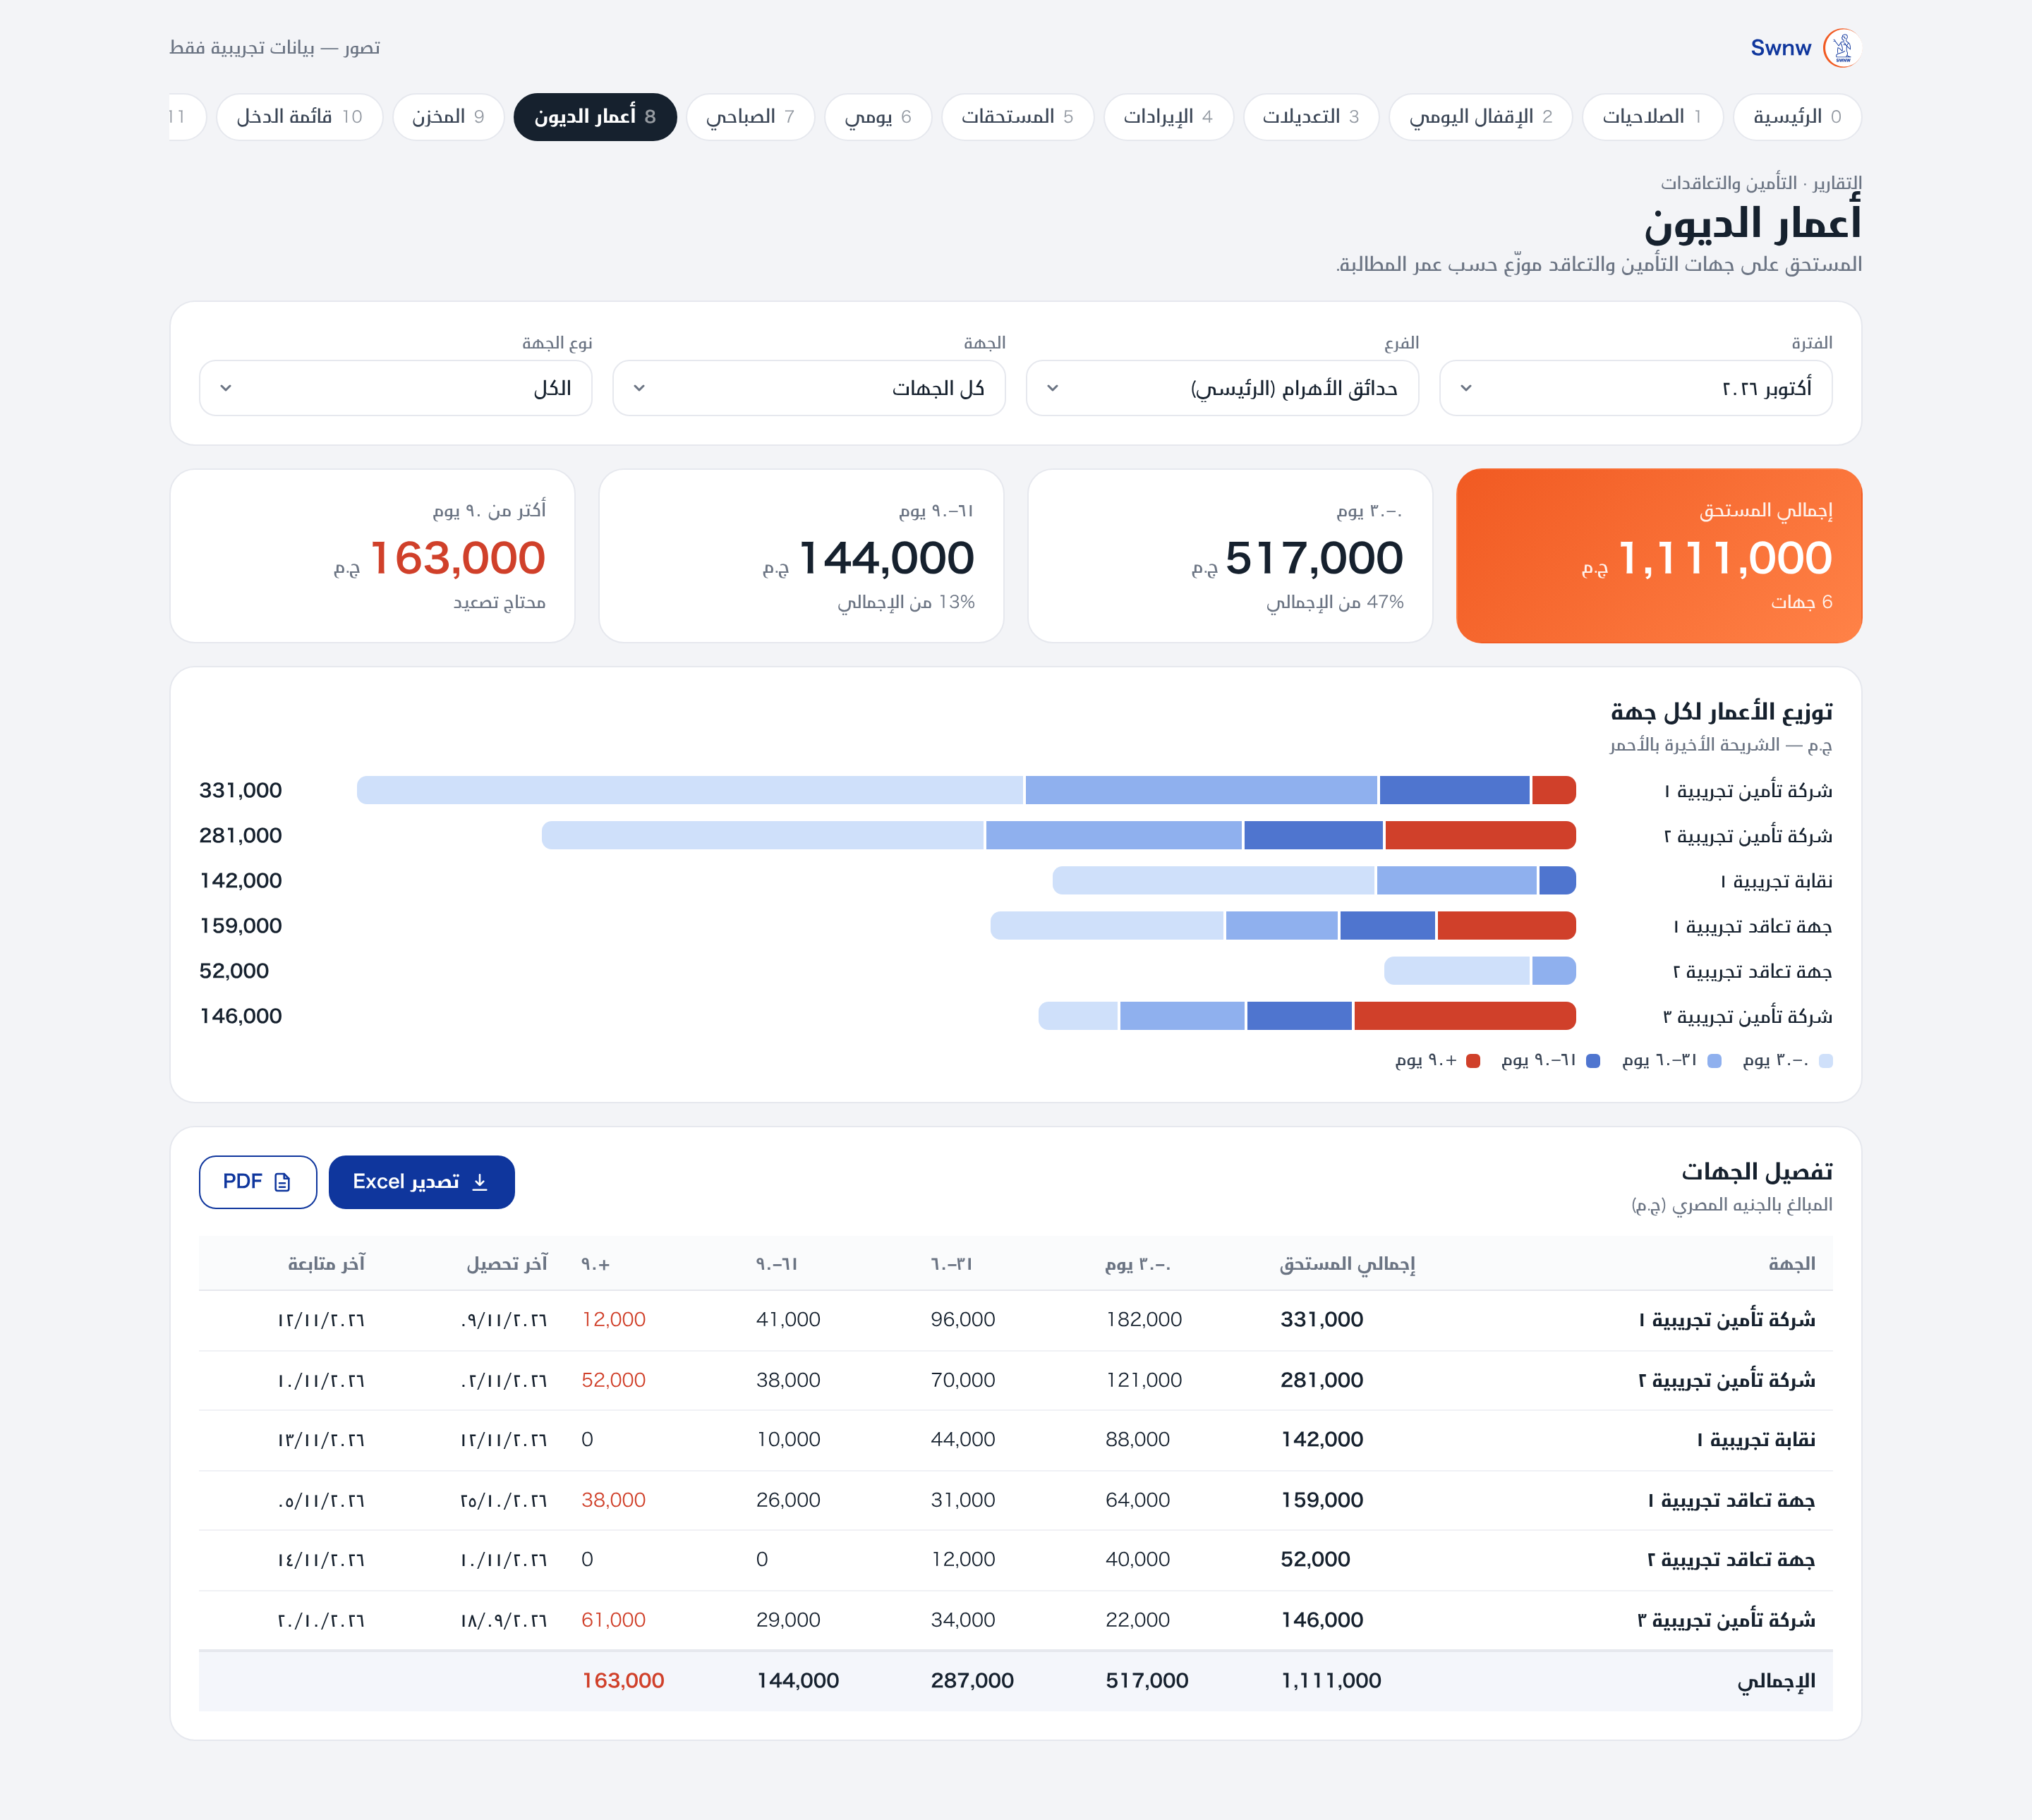 Swnw
تصور — بيانات تجريبية فقط
0 الرئيسية
1 الصلاحيات
2 الإقفال اليومي
3 التعديلات
4 الإيرادات
5 المستحقات
6 يومي
7 الصباحي
8 أعمار الديون
9 المخزن
10 قائمة الدخل
11
التقارير · التأمين والتعاقدات
أعمار الديون
المستحق على جهات التأمين والتعاقد موزّع حسب عمر المطالبة.
الفترة
أكتوبر ٢٠٢٦
الفرع
حدائق الأهرام (الرئيسي)
الجهة
كل الجهات
نوع الجهة
الكل
إجمالي المستحق
1,111,000 ج.م
6 جهات
٠–٣٠ يوم
517,000 ج.م
47% من الإجمالي
٦١–٩٠ يوم
144,000 ج.م
13% من الإجمالي
أكتر من ٩٠ يوم
163,000 ج.م
محتاج تصعيد
توزيع الأعمار لكل جهة
ج.م — الشريحة الأخيرة بالأحمر
شركة تأمين تجريبية ١ 331,000
شركة تأمين تجريبية ٢ 281,000
نقابة تجريبية ١ 142,000
جهة تعاقد تجريبية ١ 159,000
جهة تعاقد تجريبية ٢ 52,000
شركة تأمين تجريبية ٣ 146,000
٠–٣٠ يوم ٣١–٦٠ يوم ٦١–٩٠ يوم +٩٠ يوم
تفصيل الجهات
المبالغ بالجنيه المصري (ج.م)
تصدير Excel
PDF
الجهة إجمالي المستحق ٠–٣٠ يوم ٣١–٦٠ ٦١–٩٠ +٩٠ آخر تحصيل آخر متابعة
شركة تأمين تجريبية ١ 331,000 182,000 96,000 41,000 12,000 ٠٩/١١/٢٠٢٦ ١٢/١١/٢٠٢٦
شركة تأمين تجريبية ٢ 281,000 121,000 70,000 38,000 52,000 ٠٢/١١/٢٠٢٦ ١٠/١١/٢٠٢٦
نقابة تجريبية ١ 142,000 88,000 44,000 10,000 0 ١٢/١١/٢٠٢٦ ١٣/١١/٢٠٢٦
جهة تعاقد تجريبية ١ 159,000 64,000 31,000 26,000 38,000 ٢٥/١٠/٢٠٢٦ ٠٥/١١/٢٠٢٦
جهة تعاقد تجريبية ٢ 52,000 40,000 12,000 0 0 ١٠/١١/٢٠٢٦ ١٤/١١/٢٠٢٦
شركة تأمين تجريبية ٣ 146,000 22,000 34,000 29,000 61,000 ١٨/٠٩/٢٠٢٦ ٢٠/١٠/٢٠٢٦
الإجمالي 1,111,000 517,000 287,000 144,000 163,000